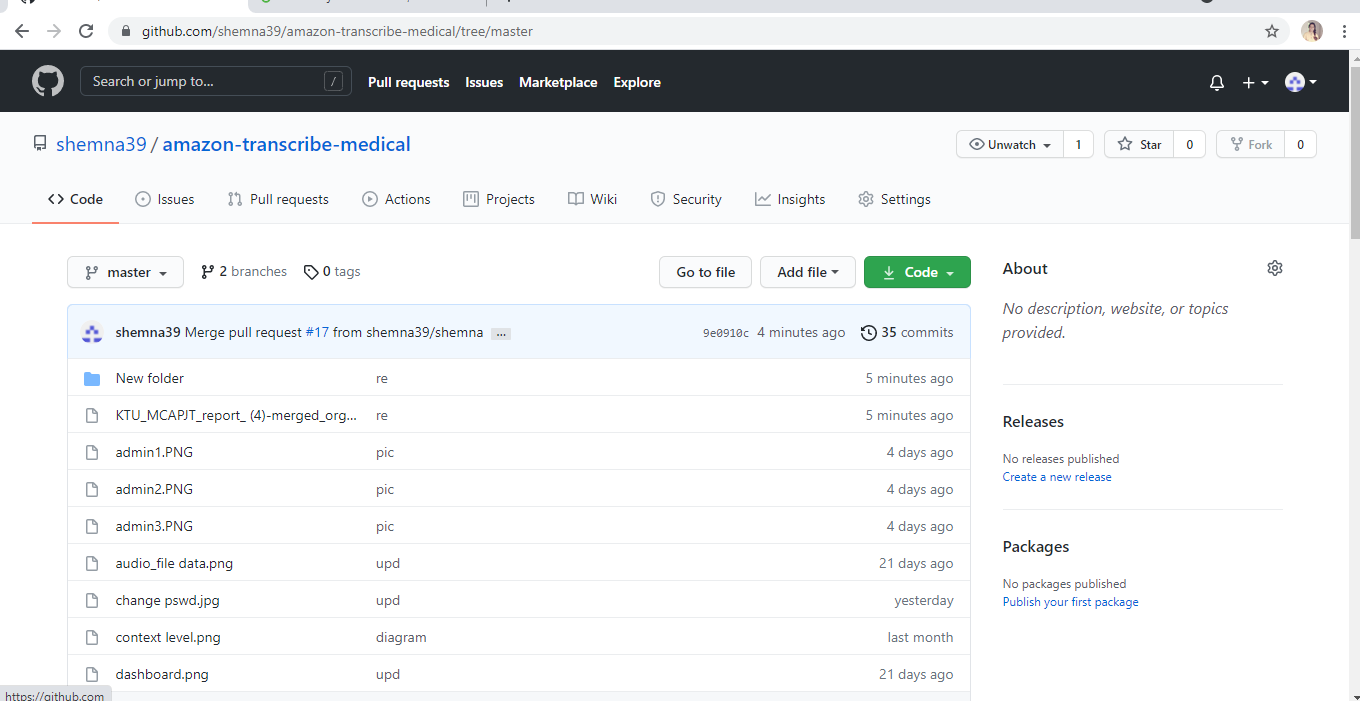 github.com/shemna39/amazon-transcribe-medical/tree/master
Search or jump to... / Pull requests Issues Marketplace Explore
shemna39 / amazon-transcribe-medical Unwatch 1 Star 0 Fork 0
Code Issues Pull requests Actions Projects Wiki Security Insights Settings
master 2 branches 0 tags Go to file Add file Code
shemna39 Merge pull request #17 from shemna39/shemna ... 9e0910c 4 minutes ago 35 commits
New folder re 5 minutes ago
KTU_MCAPJT_report_ (4)-merged_org... re 5 minutes ago
admin1.PNG pic 4 days ago
admin2.PNG pic 4 days ago
admin3.PNG pic 4 days ago
audio_file data.png upd 21 days ago
change pswd.jpg upd yesterday
context level.png diagram last month
dashboard.png upd 21 days ago
About
No description, website, or topics
provided.
Releases
No releases published
Create a new release
Packages
No packages published
Publish your first package
https://github.com